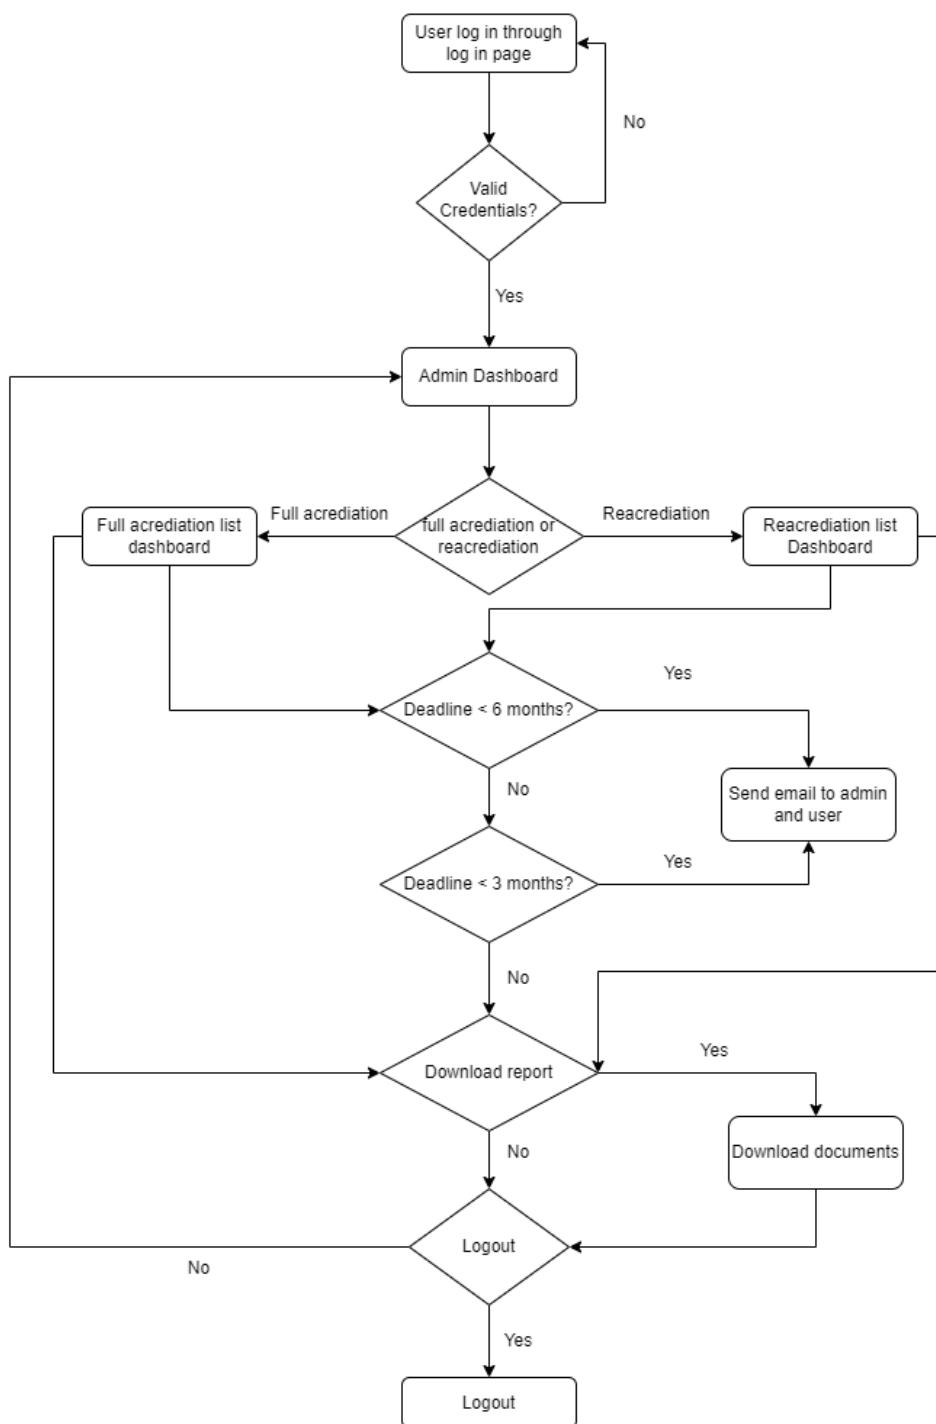 User log in through
log in page
No
Valid
Credentials?
Yes
Admin Dashboard
Full acrediation list
dashboard
Full acrediation
full acrediation or
reacrediation
Reacrediation
Reacrediation list
Dashboard
Deadline < 6 months?
Yes
No
Send email to admin
and user
Deadline < 3 months?
Yes
No
Download report
Yes
No
Download documents
Logout
No
Yes
Logout